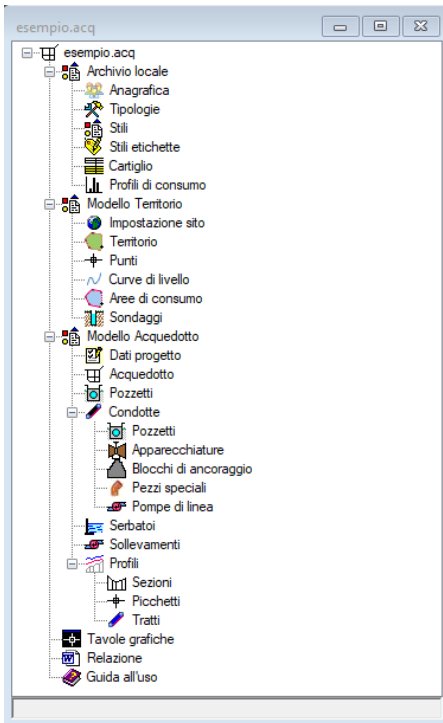 esempio.acq
esempio.acq
Archivio locale
Anagrafica
Tipologie
Stili
Stili etichette
Cartiglio
Profili di consumo
Modello Territorio
Impostazione sito
Territorio
Punti
Curve di livello
Aree di consumo
Sondaggi
Modello Acquedotto
Dati progetto
Acquedotto
Pozzetti
Condotte
Pozzetti
Apparecchiature
Blocchi di ancoraggio
Pezzi speciali
Pompe di linea
Serbatoi
Sollevamenti
Profili
Sezioni
Picchetti
Tratti
Tavole grafiche
Relazione
Guida all'uso